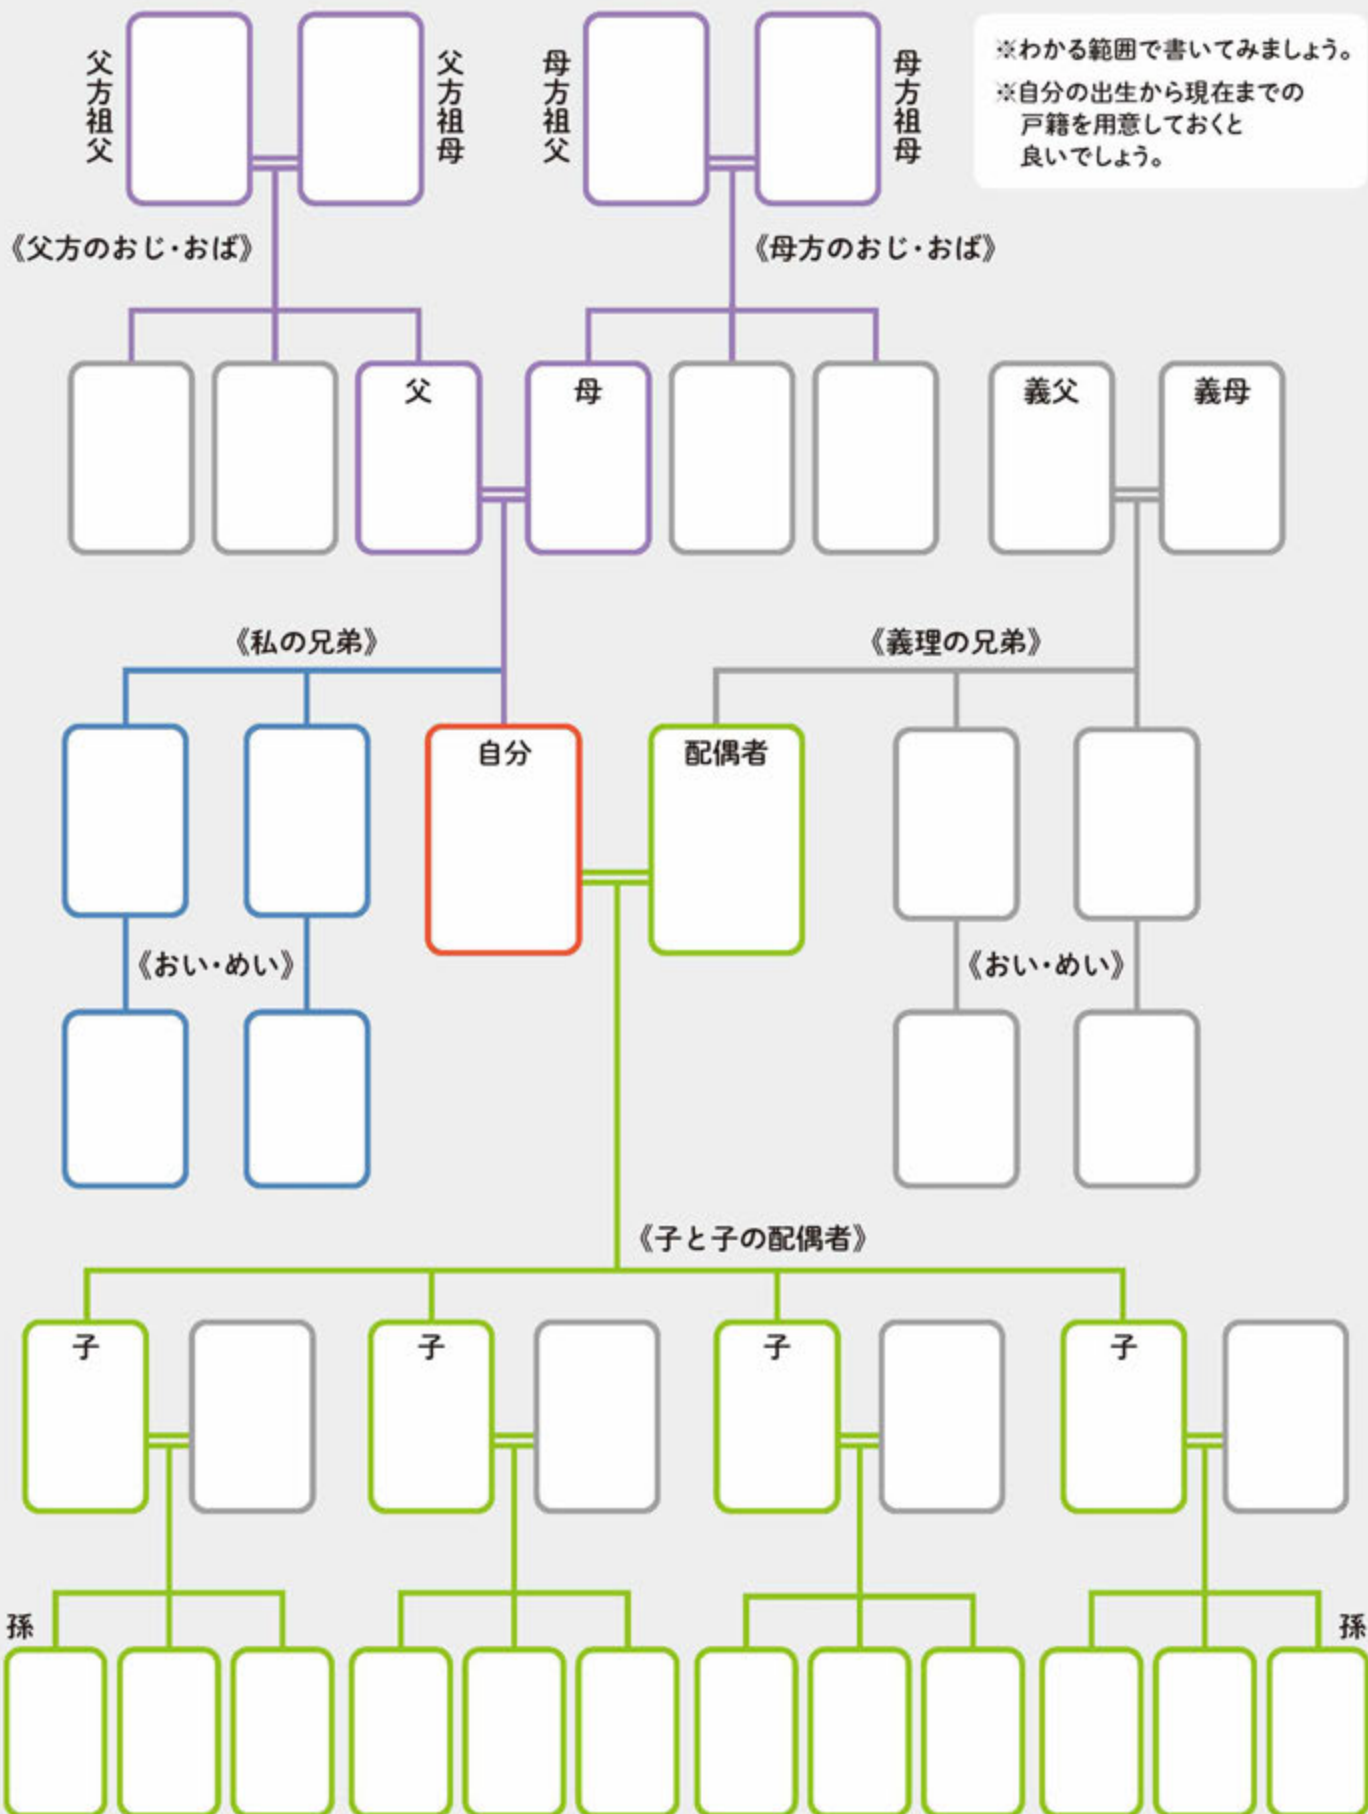 父方祖父
父方祖母
母方祖父
母方祖母
※わかる範囲で書いてみましょう。
※自分の出生から現在までの
戸籍を用意しておくと
良いでしょう。
《父方のおじ・おば》
《母方のおじ・おば》
父
母
義父
義母
《私の兄弟》
《義理の兄弟》
自分
配偶者
《おい・めい》
《おい・めい》
《子と子の配偶者》
子
子
子
子
孫
孫